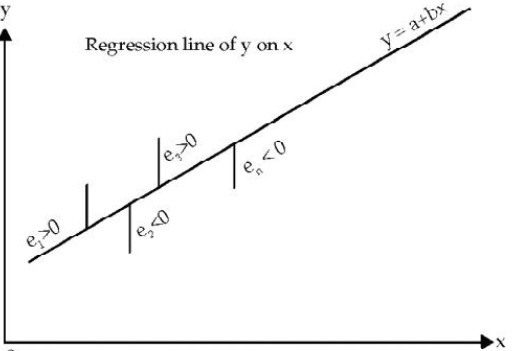 y
Regression line of y on x
y = a+bx
e₃>0
eₙ<0
e₁>0
e₂<0
x